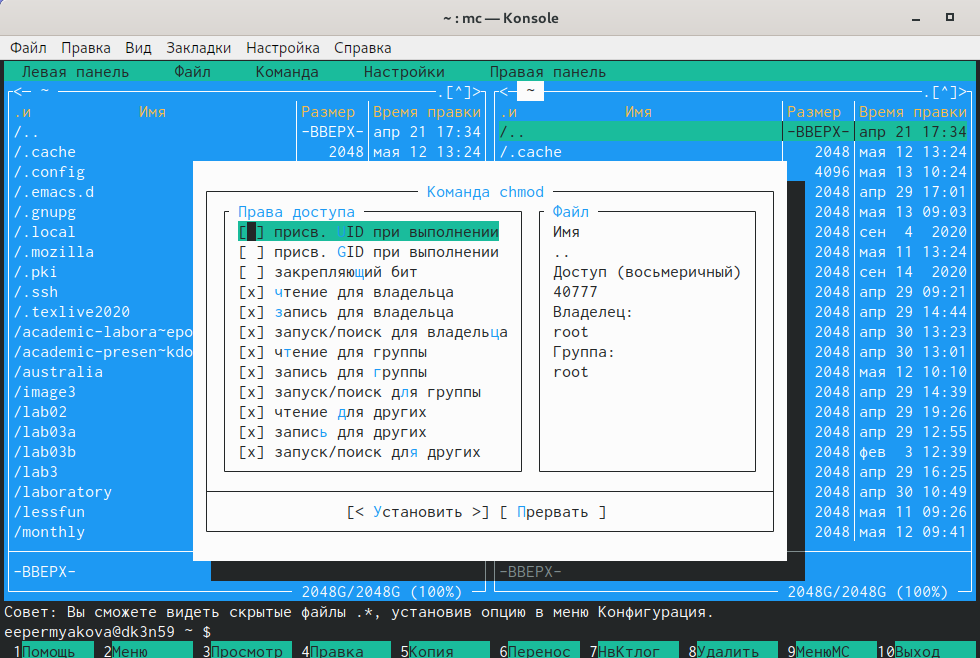 ~ : mc — Konsole
Файл Правка Вид Закладки Настройка Справка
Левая панель Файл Команда Настройки Правая панель
<— ~ .[^]> <— ~ .[^]>
.и Имя Размер Время правки .и Имя Размер Время правки
/.. -ВВЕРХ- апр 21 17:34 /.. -ВВЕРХ- апр 21 17:34
/.cache 2048 мая 12 13:24 /.cache 2048 мая 12 13:24
/.config 4096 мая 13 10:24
/.emacs.d Команда chmod 2048 апр 29 17:01
/.gnupg Права доступа Файл 2048 мая 13 09:03
/.local [ ] присв. UID при выполнении Имя 2048 сен 4 2020
/.mozilla [ ] присв. GID при выполнении .. 2048 мая 11 13:24
/.pki [ ] закрепляющий бит Доступ (восьмеричный) 2048 сен 14 2020
/.ssh [x] чтение для владельца 40777 2048 апр 29 09:21
/.texlive2020 [x] запись для владельца Владелец: 2048 апр 29 14:44
/academic-labora~epo [x] запуск/поиск для владельца root 2048 апр 30 13:23
/academic-presen~kdo [x] чтение для группы Группа: 2048 апр 30 13:01
/australia [x] запись для группы root 2048 мая 12 10:10
/image3 [x] запуск/поиск для группы 2048 апр 29 14:39
/lab02 [x] чтение для других 2048 апр 29 19:26
/lab03a [x] запись для других 2048 апр 29 12:55
/lab03b [x] запуск/поиск для других 2048 фев 3 12:39
/lab3 2048 апр 29 16:25
/laboratory 2048 апр 30 10:49
/lessfun [< Установить >] [ Прервать ] 2048 мая 11 09:26
/monthly 2048 мая 12 09:41
-ВВЕРХ- -ВВЕРХ-
2048G/2048G (100%) 2048G/2048G (100%)
Совет: Вы сможете видеть скрытые файлы .*, установив опцию в меню Конфигурация.
eepermyakova@dk3n59 ~ $
1Помощь 2Меню 3Просмотр 4Правка 5Копия 6Перенос 7НвКтлог 8Удалить 9МенюMC 10Выход